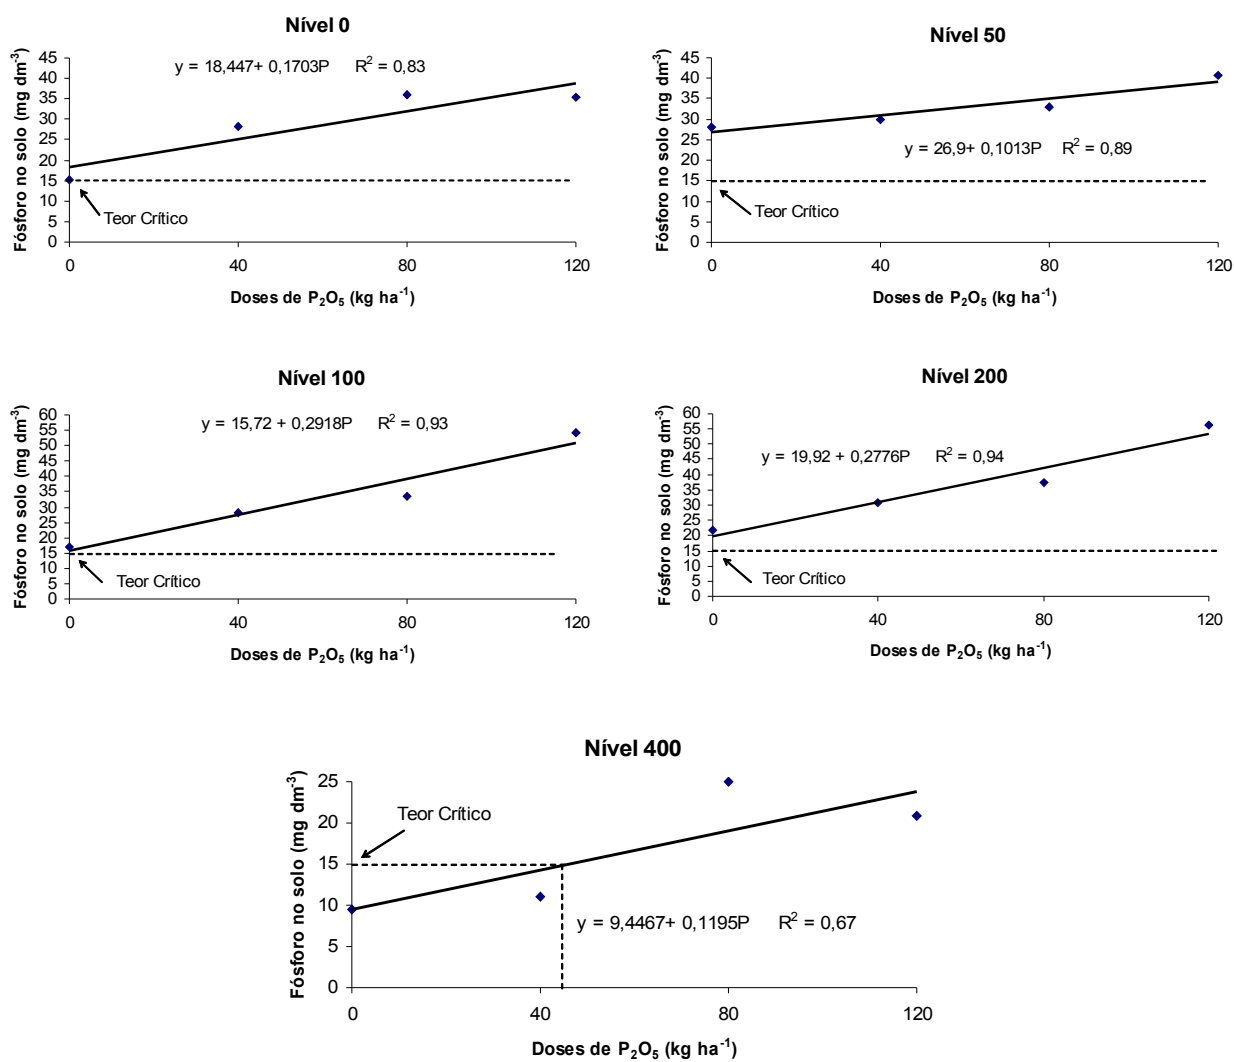 Nível 0
Fósforo no solo (mg dm⁻³)
45
40
35
30
25
20
15
10
5
0
y = 18,447+ 0,1703P R² = 0,83
Teor Crítico
0 40 80 120
Doses de P₂O₅ (kg ha⁻¹)
Nível 50
Fósforo no solo (mg dm⁻³)
45
40
35
30
25
20
15
10
5
0
y = 26,9+ 0,1013P R² = 0,89
Teor Crítico
0 40 80 120
Doses de P₂O₅ (kg ha⁻¹)
Nível 100
Fósforo no solo (mg dm⁻³)
60
55
50
45
40
35
30
25
20
15
10
5
0
y = 15,72 + 0,2918P R² = 0,93
Teor Crítico
0 40 80 120
Doses de P₂O₅ (kg ha⁻¹)
Nível 200
Fósforo no solo (mg dm⁻³)
60
55
50
45
40
35
30
25
20
15
10
5
0
y = 19,92 + 0,2776P R² = 0,94
Teor Crítico
0 40 80 120
Doses de P₂O₅ (kg ha⁻¹)
Nível 400
Fósforo no solo (mg dm⁻³)
25
20
15
10
5
0
Teor Crítico
y = 9,4467+ 0,1195P R² = 0,67
0 40 80 120
Doses de P₂O₅ (kg ha⁻¹)